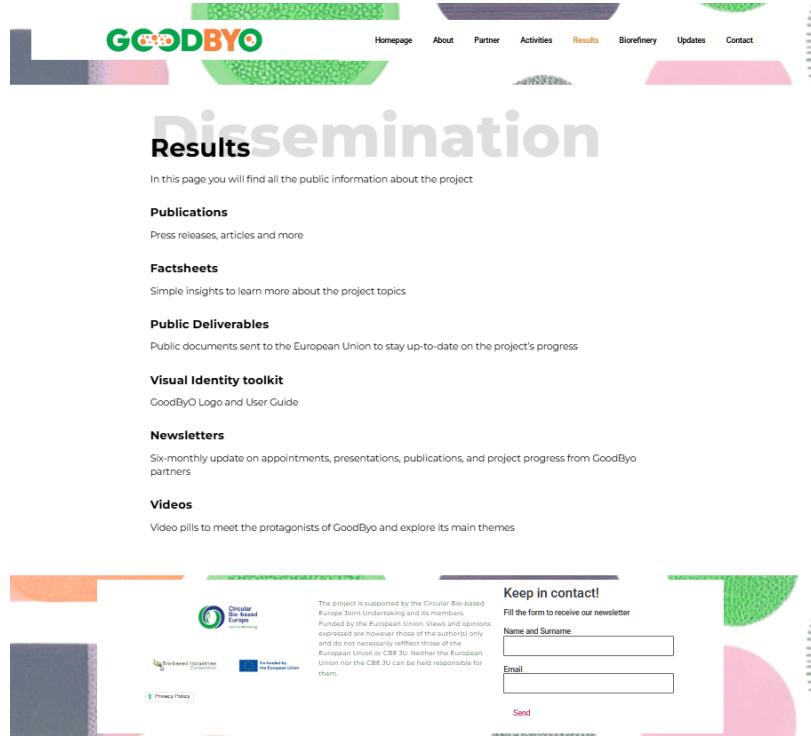 GOODBYO
Homepage About Partner Activities Results Biorefinery Updates Contact
Dissemination
Results
In this page you will find all the public information about the project
Publications
Press releases, articles and more
Factsheets
Simple insights to learn more about the project topics
Public Deliverables
Public documents sent to the European Union to stay up-to-date on the project's progress
Visual Identity toolkit
GoodByO Logo and User Guide
Newsletters
Six-monthly update on appointments, presentations, publications, and project progress from GoodByo
partners
Videos
Video pills to meet the protagonists of GoodByo and explore its main themes
Circular
Bio-based
Europe
Bio-based Industries
Consortium
Co-funded by
the European Union
Privacy Policy
The project is supported by the Circular Bio-based
Europe Joint Undertaking and its members.
Funded by the European Union. Views and opinions
expressed are however those of the author(s) only
and do not necessarily refflect those of the
European Union or CBE JU. Neither the European
Union nor the CBE JU can be held responsible for
them.
Keep in contact!
Fill the form to receive our newsletter
Name and Surname
Email
Send